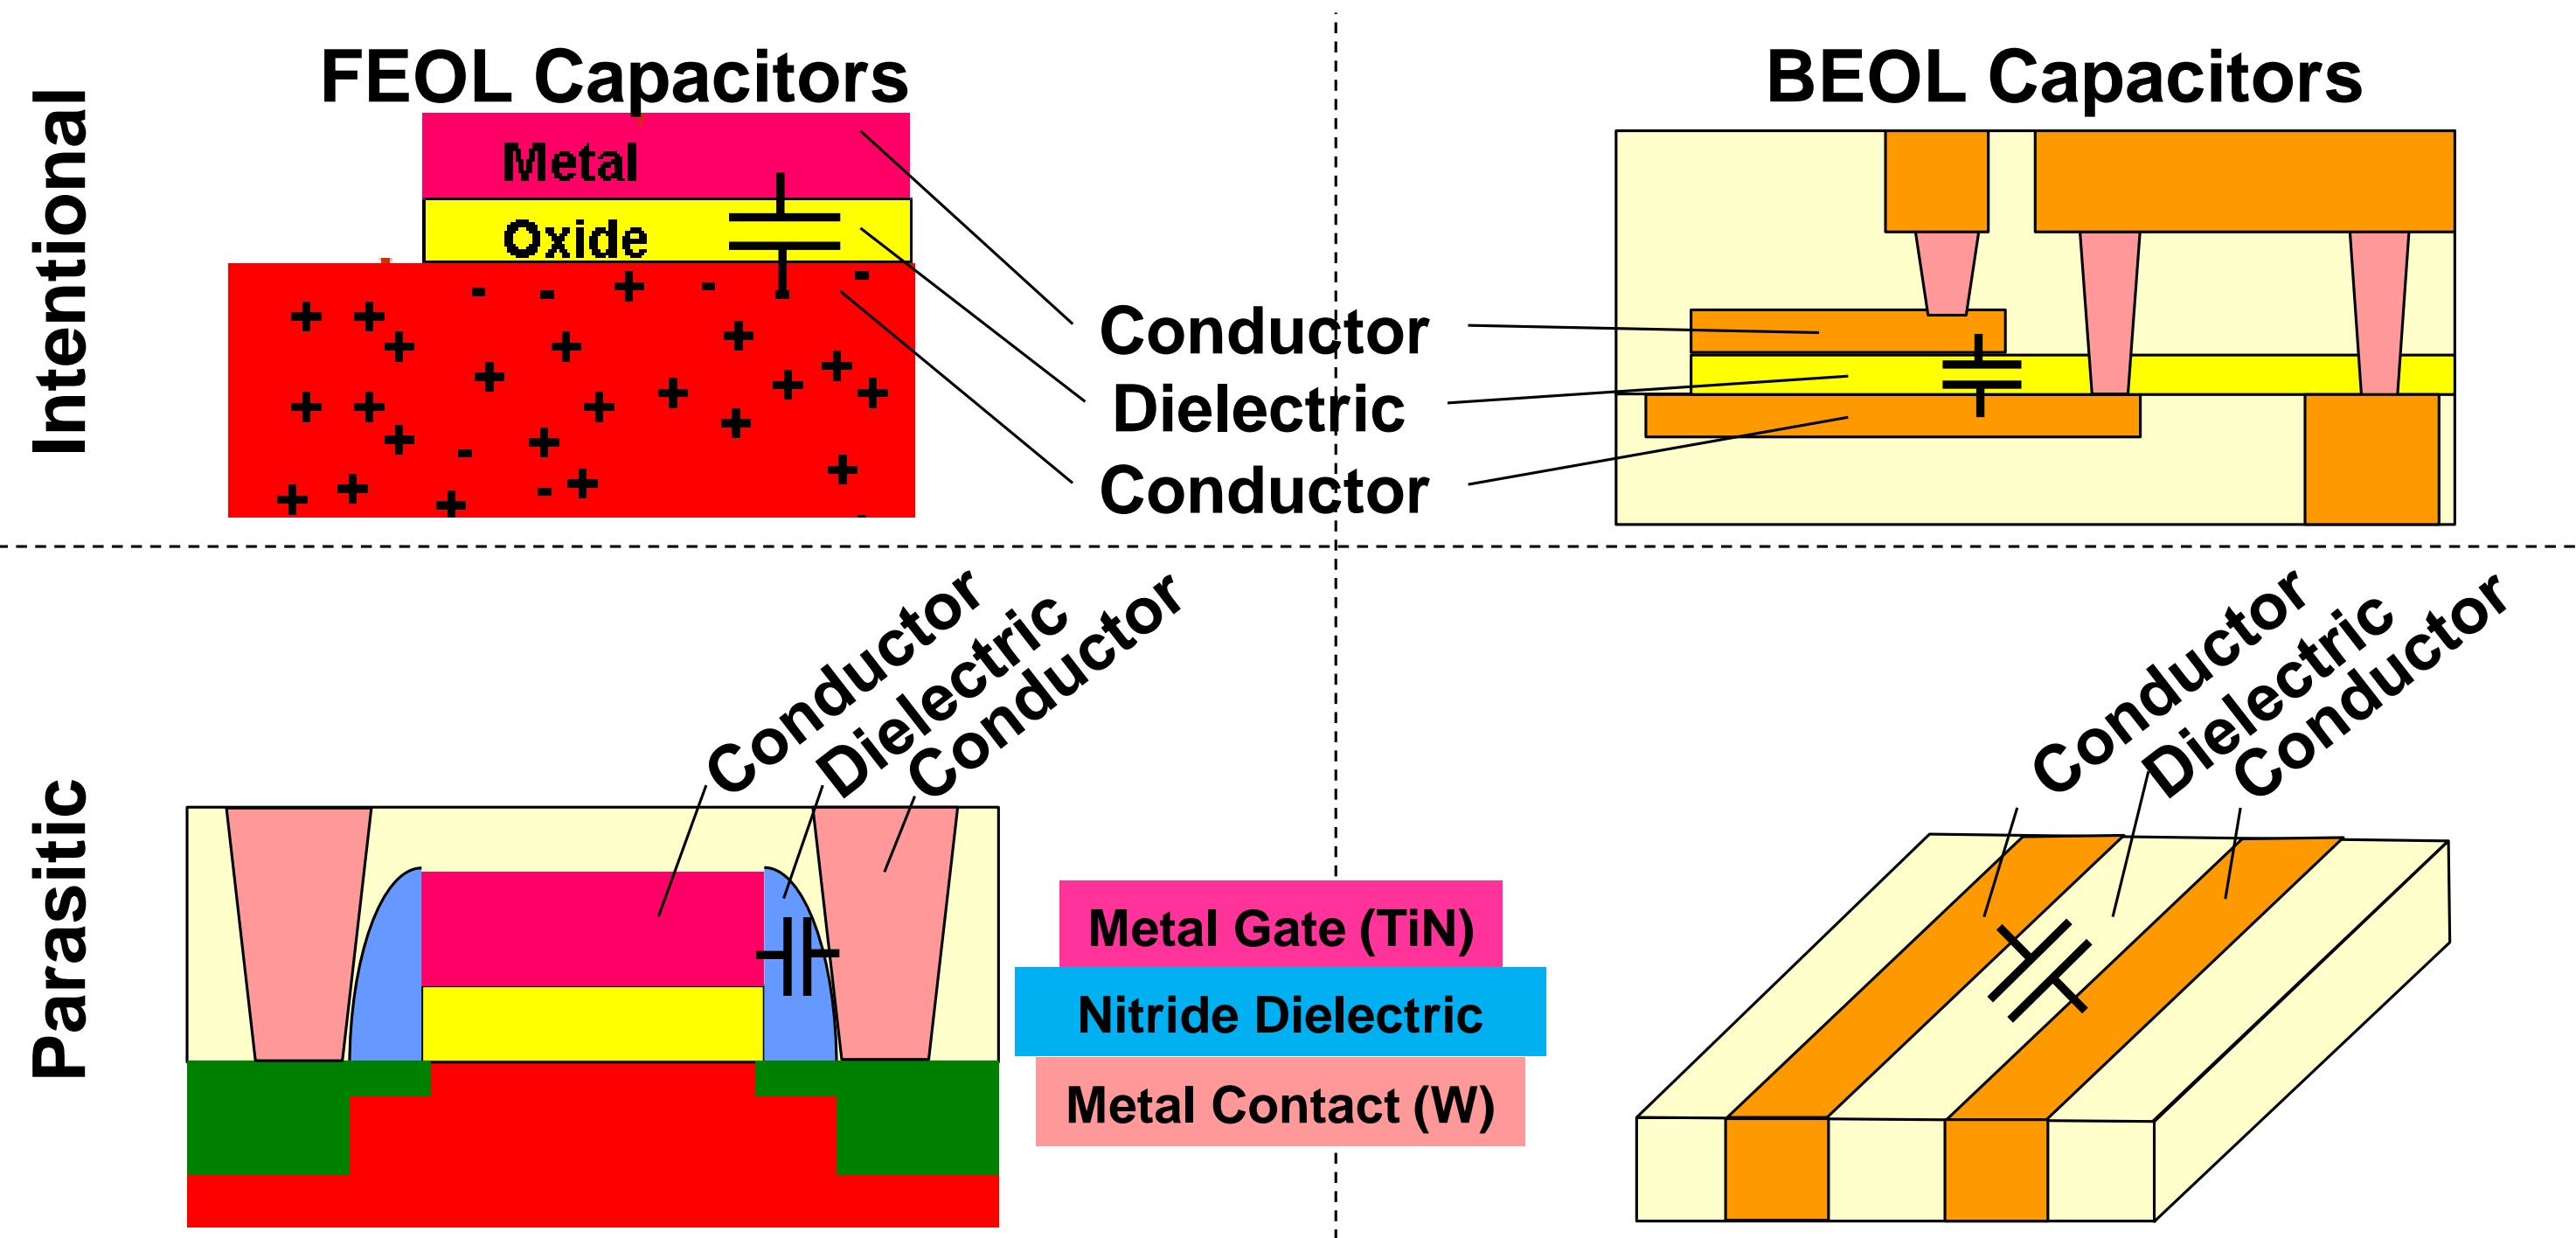 FEOL Capacitors
BEOL Capacitors
Intentional
Metal
Oxide
Conductor
Dielectric
Conductor
Parasitic
Conductor
Dielectric
Conductor
Conductor
Dielectric
Conductor
Metal Gate (TiN)
Nitride Dielectric
Metal Contact (W)